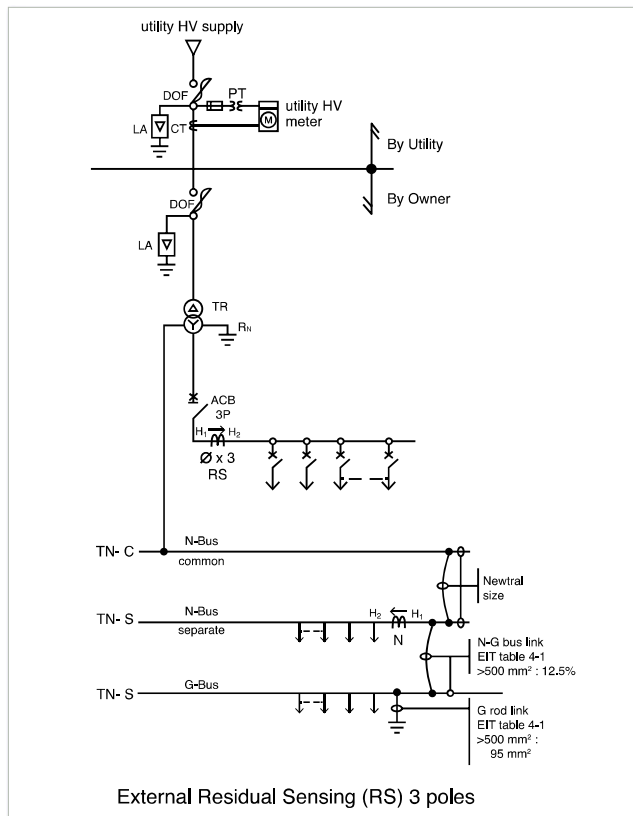 utility HV supply
DOF
PT
utility HV
meter
M
LA
CT
By Utility
By Owner
DOF
LA
TR
RN
ACB
3P
H1 H2
Ø x 3
RS
TN- C
N-Bus
common
Newtral
size
TN- S
N-Bus
separate
H2 H1
N
N-G bus link
EIT table 4-1
>500 mm² : 12.5%
TN- S
G-Bus
G rod link
EIT table 4-1
>500 mm² :
95 mm²
External Residual Sensing (RS) 3 poles